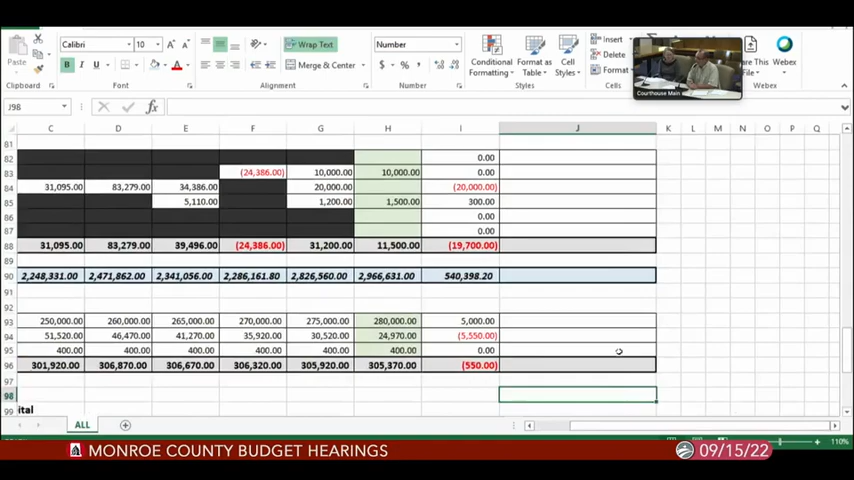 Calibri 10 A A Wrap Text Number Insert
Paste B I U A Merge & Center $ % Conditional Formatting Format as Table Cell Styles Delete Format Webex
Courthouse Main
Font Alignment Number Styles Webex
J98 fx
C D E F G H I J K L M N O P Q
81
82 0.00
83 (24,386.00) 10,000.00 10,000.00 0.00
84 31,095.00 83,279.00 34,386.00 20,000.00 (20,000.00)
85 5,110.00 1,200.00 1,500.00 300.00
86 0.00
87 0.00
88 31,095.00 83,279.00 39,496.00 (24,386.00) 31,200.00 11,500.00 (19,700.00)
89
90 2,248,331.00 2,471,862.00 2,341,056.00 2,286,161.80 2,826,560.00 2,966,631.00 540,398.20
91
92
93 250,000.00 260,000.00 265,000.00 270,000.00 275,000.00 280,000.00 5,000.00
94 51,520.00 46,470.00 41,270.00 35,920.00 30,520.00 24,970.00 (5,550.00)
95 400.00 400.00 400.00 400.00 400.00 400.00 0.00
96 301,920.00 306,870.00 306,670.00 306,320.00 305,920.00 305,370.00 (550.00)
97
98
99 ital
ALL
110%
MONROE COUNTY BUDGET HEARINGS 09/15/22